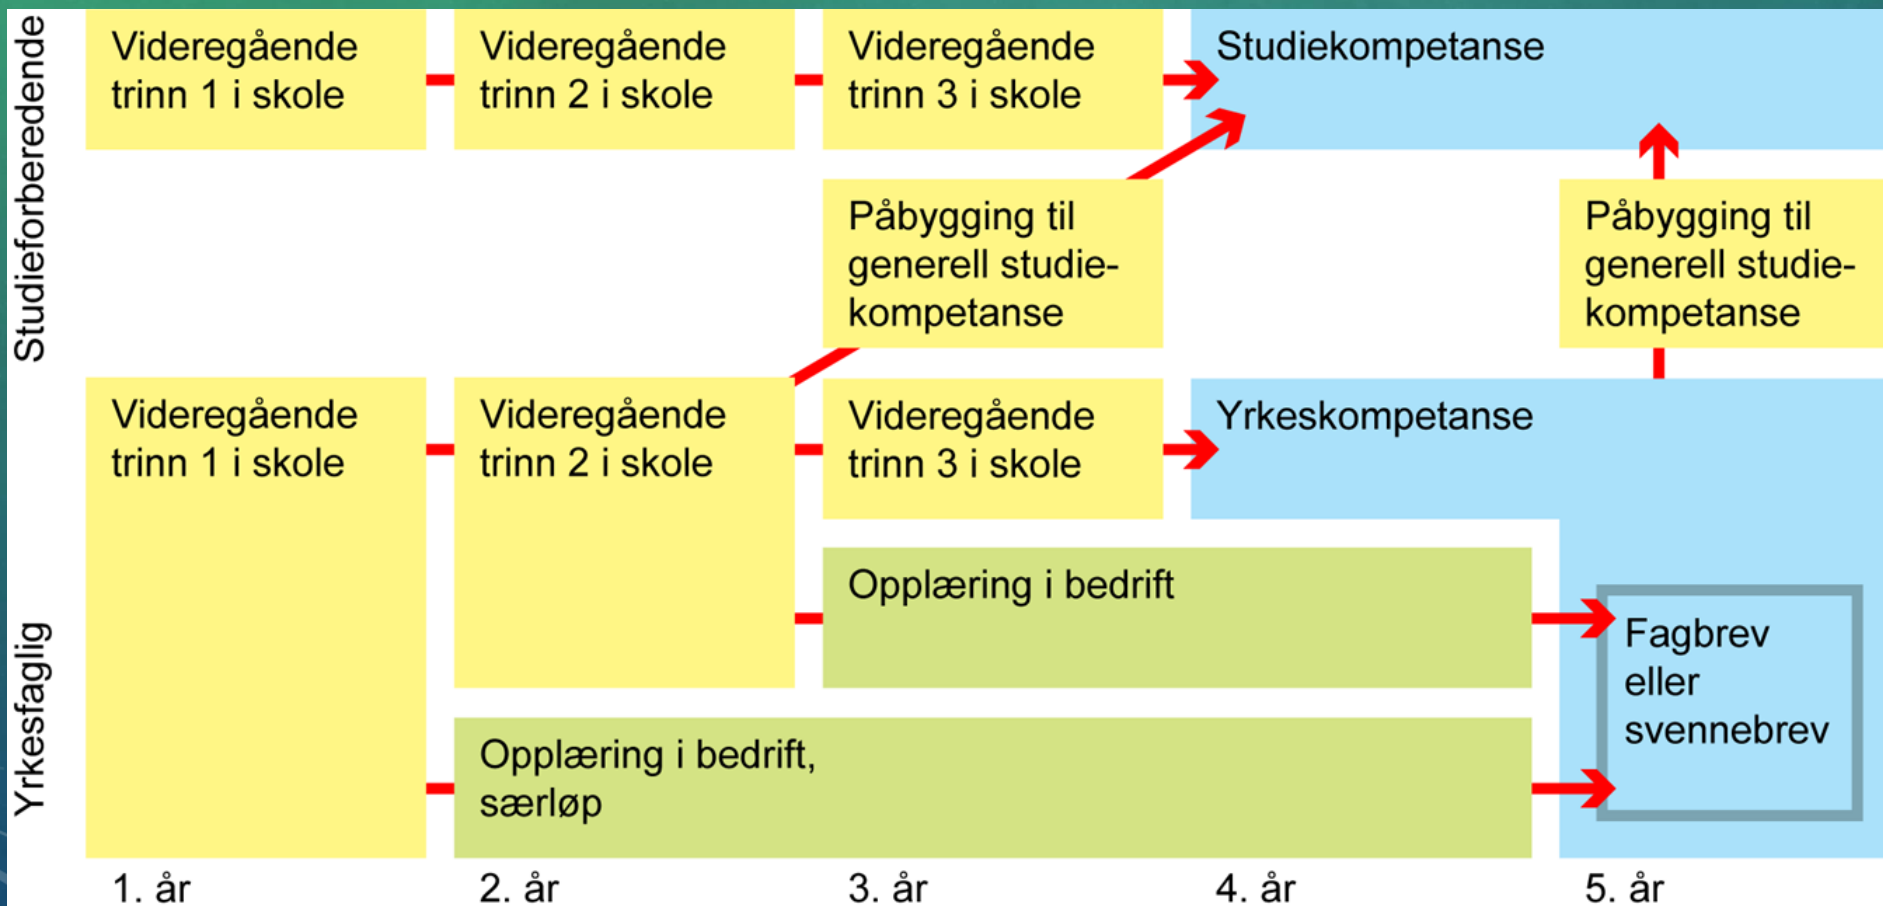 Studieforberedende
Videregående
trinn 1 i skole
Videregående
trinn 2 i skole
Videregående
trinn 3 i skole
Studiekompetanse
Påbygging til
generell studie-
kompetanse
Påbygging til
generell studie-
kompetanse
Yrkesfaglig
Videregående
trinn 1 i skole
Videregående
trinn 2 i skole
Videregående
trinn 3 i skole
Yrkeskompetanse
Opplæring i bedrift
Fagbrev
eller
svennebrev
Opplæring i bedrift,
særløp
1. år
2. år
3. år
4. år
5. år